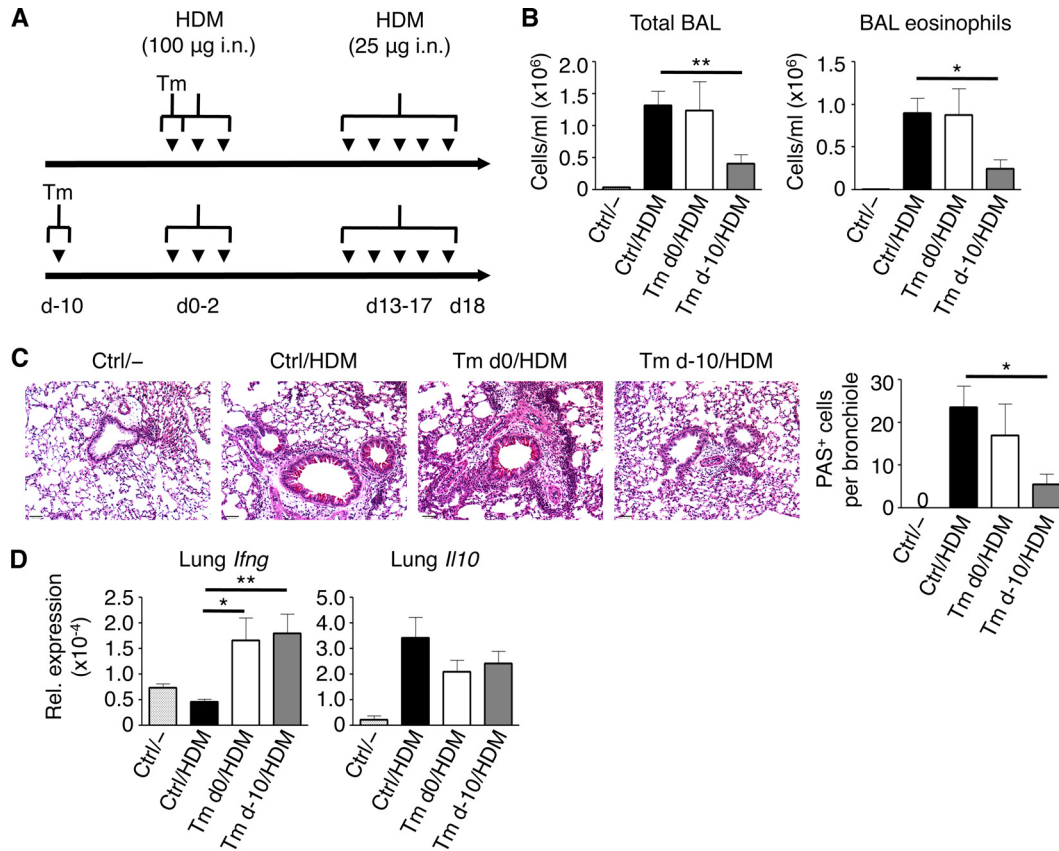 A
HDM
(100 µg i.n.)
HDM
(25 µg i.n.)
Tm
Tm
d-10
d0-2
d13-17
d18
B
Total BAL
Cells/ml (x10⁶)
2.0
1.5
1.0
0.5
0
**
Ctrl/–
Ctrl/HDM
Tm d0/HDM
Tm d-10/HDM
BAL eosinophils
Cells/ml (x10⁶)
1.5
1.0
0.5
0
*
Ctrl/–
Ctrl/HDM
Tm d0/HDM
Tm d-10/HDM
C
Ctrl/–
Ctrl/HDM
Tm d0/HDM
Tm d-10/HDM
PAS⁺ cells
per bronchiole
30
20
10
0
*
0
Ctrl/–
Ctrl/HDM
Tm d0/HDM
Tm d-10/HDM
D
Lung Ifng
Rel. expression
(x10⁻⁴)
2.5
2.0
1.5
1.0
0.5
0
**
*
Ctrl/–
Ctrl/HDM
Tm d0/HDM
Tm d-10/HDM
Lung Il10
5.0
4.0
3.0
2.0
1.0
0
Ctrl/–
Ctrl/HDM
Tm d0/HDM
Tm d-10/HDM